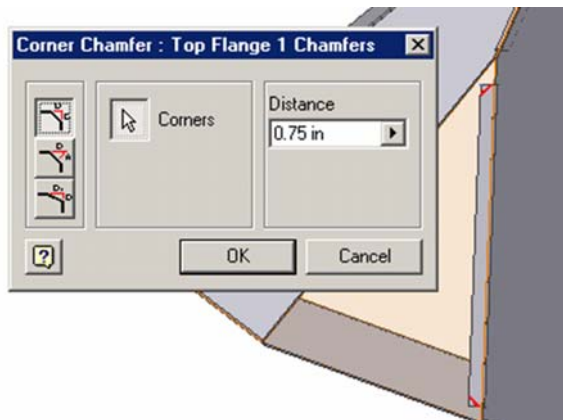 Corner Chamfer : Top Flange 1 Chamfers
Corners
Distance
0.75 in
OK
Cancel